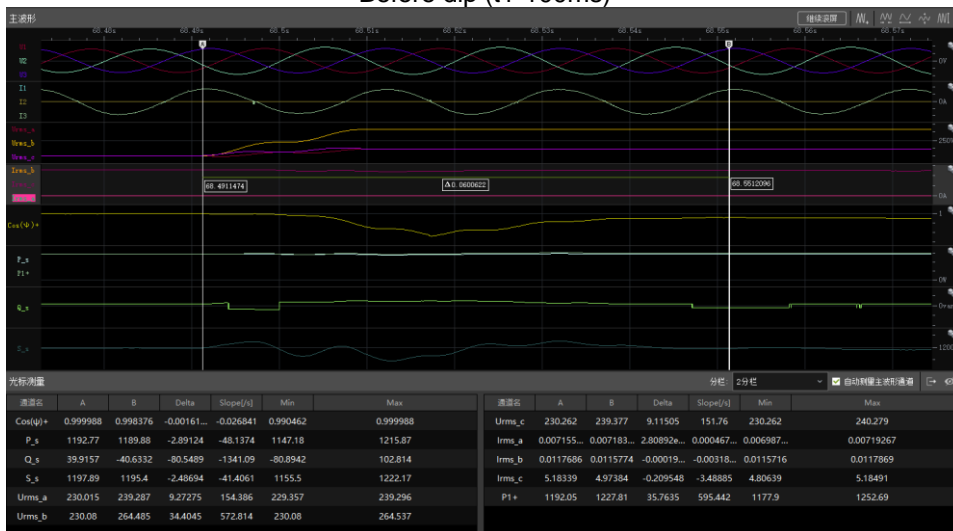 Before dip (t1-100ms)
主波形
继续滚屏
68.48s 68.49s 68.50s 68.51s 68.52s 68.53s 68.54s 68.55s 68.56s 68.57s
A B
U1
U2
U3
0V
I1
I2
I3
0A
Urms_a
Urms_b
Urms_c
250V
Irms_b
68.4911474 Δ0.0600622 68.5512096
0A
Cos(ψ)+
1
P_s
P1+
0W
Q_s
0var
S_s
1200
光标测量 分栏: 2分栏 自动测量主波形通道
通道名 A B Delta Slope[/s] Min Max
Cos(ψ)+ 0.999988 0.998376 -0.00161... -0.026841 0.990462 0.999988
P_s 1192.77 1189.88 -2.89124 -48.1374 1147.18 1215.87
Q_s 39.9157 -40.6332 -80.5489 -1341.09 -80.8942 102.814
S_s 1197.89 1195.4 -2.48694 -41.4061 1155.5 1222.17
Urms_a 230.015 239.287 9.27275 154.386 229.357 239.296
Urms_b 230.08 264.485 34.4045 572.814 230.08 264.537
通道名 A B Delta Slope[/s] Min Max
Urms_c 230.262 239.377 9.11505 151.76 230.262 240.279
Irms_a 0.007155... 0.007183... 2.80892e... 0.000467... 0.006987... 0.00719267
Irms_b 0.0117686 0.0115774 -0.00019... -0.00318... 0.0115716 0.0117869
Irms_c 5.18339 4.97384 -0.209548 -3.48885 4.80639 5.18491
P1+ 1192.05 1227.81 35.7635 595.442 1177.9 1252.69